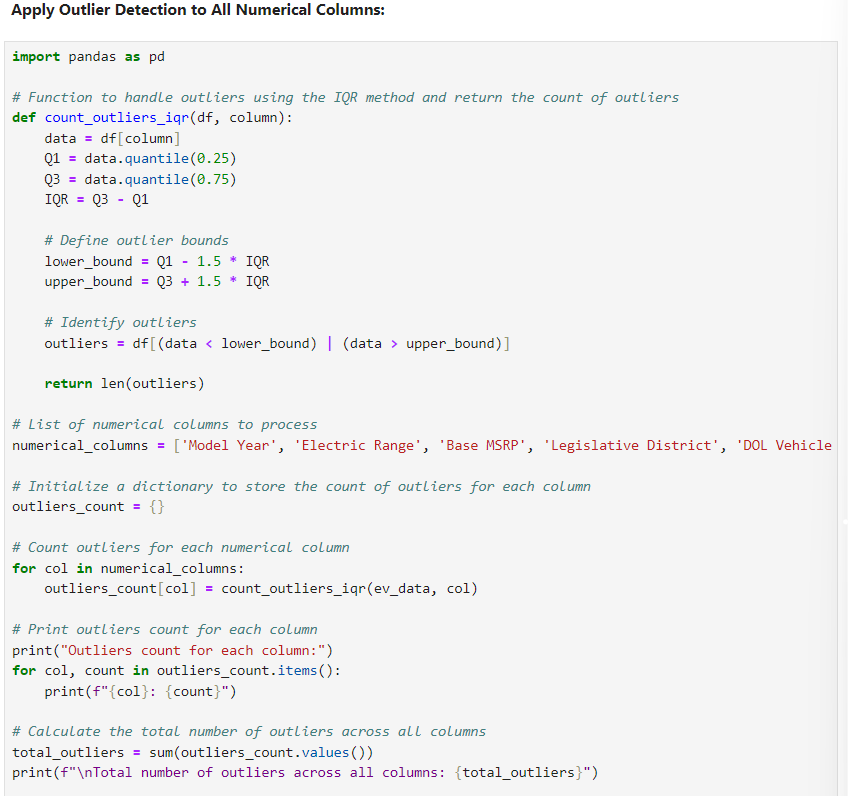 Apply Outlier Detection to All Numerical Columns:
import pandas as pd
# Function to handle outliers using the IQR method and return the count of outliers
def count_outliers_iqr(df, column):
    data = df[column]
    Q1 = data.quantile(0.25)
    Q3 = data.quantile(0.75)
    IQR = Q3 - Q1
    # Define outlier bounds
    lower_bound = Q1 - 1.5 * IQR
    upper_bound = Q3 + 1.5 * IQR
    # Identify outliers
    outliers = df[(data < lower_bound) | (data > upper_bound)]
    return len(outliers)
# List of numerical columns to process
numerical_columns = ['Model Year', 'Electric Range', 'Base MSRP', 'Legislative District', 'DOL Vehicle
# Initialize a dictionary to store the count of outliers for each column
outliers_count = {}
# Count outliers for each numerical column
for col in numerical_columns:
    outliers_count[col] = count_outliers_iqr(ev_data, col)
# Print outliers count for each column
print("Outliers count for each column:")
for col, count in outliers_count.items():
    print(f"{col}: {count}")
# Calculate the total number of outliers across all columns
total_outliers = sum(outliers_count.values())
print(f"\nTotal number of outliers across all columns: {total_outliers}")